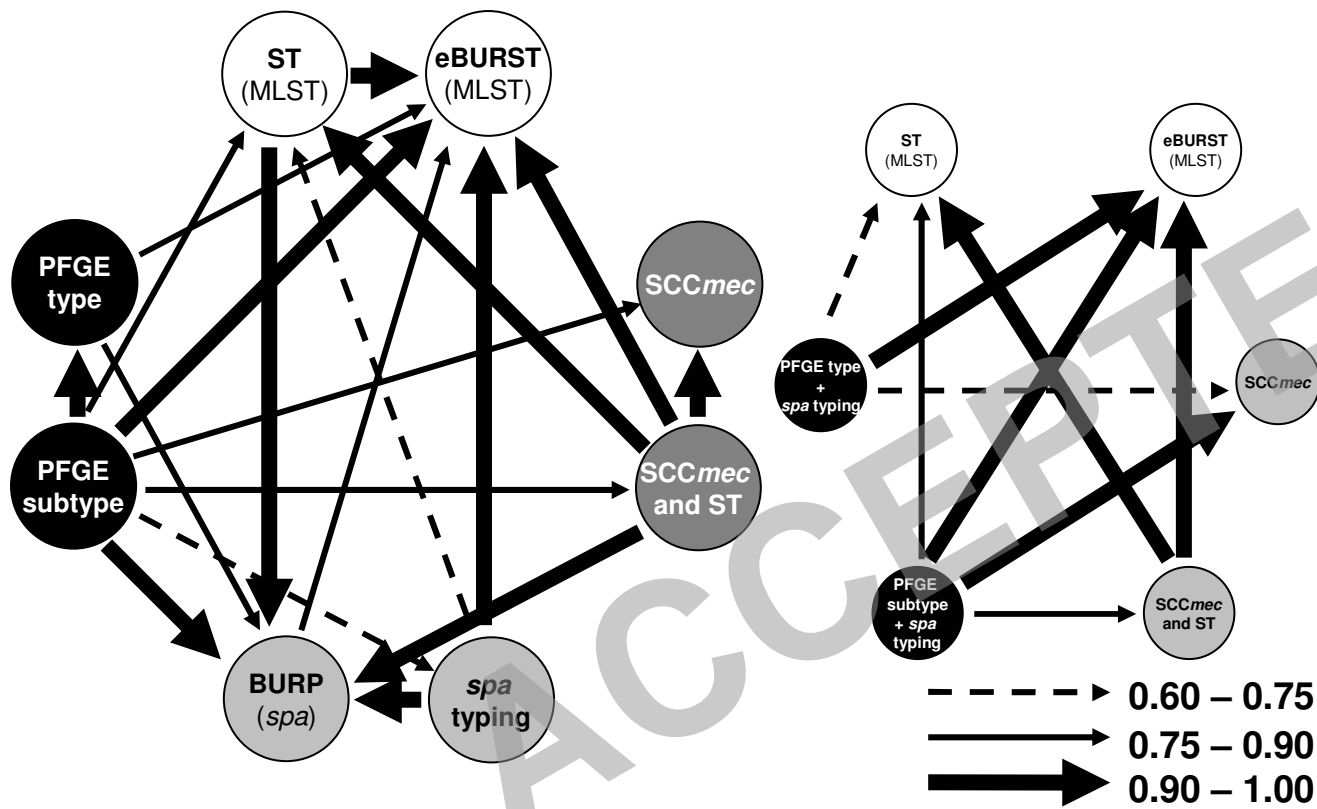 ST
(MLST)
eBURST
(MLST)
PFGE
type
SCCmec
PFGE
subtype
SCCmec
and ST
BURP
(spa)
spa
typing
ST
(MLST)
eBURST
(MLST)
PFGE type
+
spa typing
SCCmec
PFGE
subtype
+ spa
typing
SCCmec
and ST
0.60 – 0.75
0.75 – 0.90
0.90 – 1.00
ACCEPTE